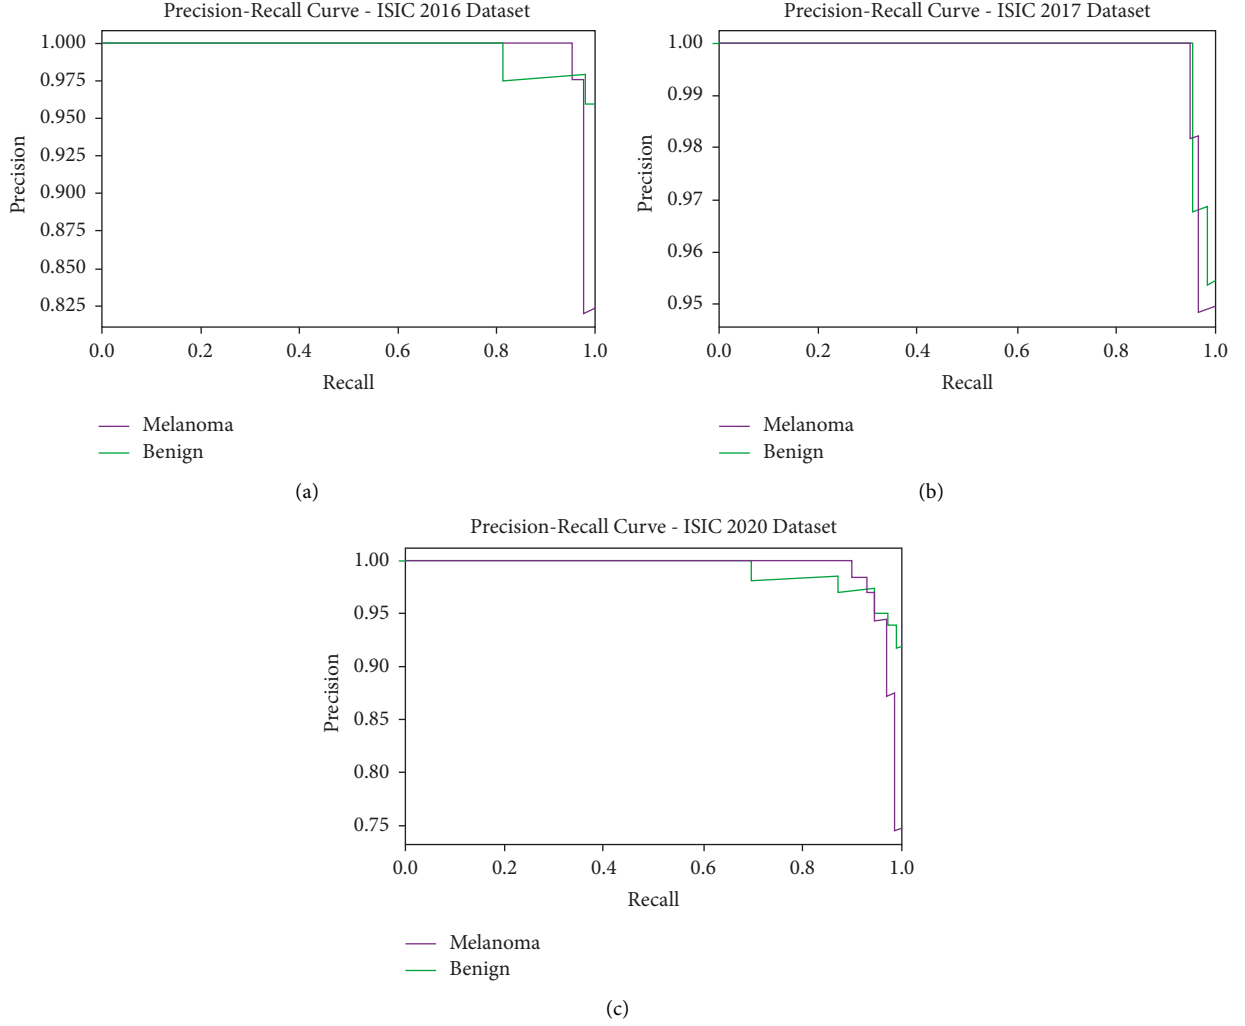 Precision-Recall Curve - ISIC 2016 Dataset
1.000
0.975
0.950
0.925
0.900
0.875
0.850
0.825
Precision
0.0 0.2 0.4 0.6 0.8 1.0
Recall
Melanoma
Benign
(a)
Precision-Recall Curve - ISIC 2017 Dataset
1.00
0.99
0.98
0.97
0.96
0.95
Precision
0.0 0.2 0.4 0.6 0.8 1.0
Recall
Melanoma
Benign
(b)
Precision-Recall Curve - ISIC 2020 Dataset
1.00
0.95
0.90
0.85
0.80
0.75
Precision
0.0 0.2 0.4 0.6 0.8 1.0
Recall
Melanoma
Benign
(c)